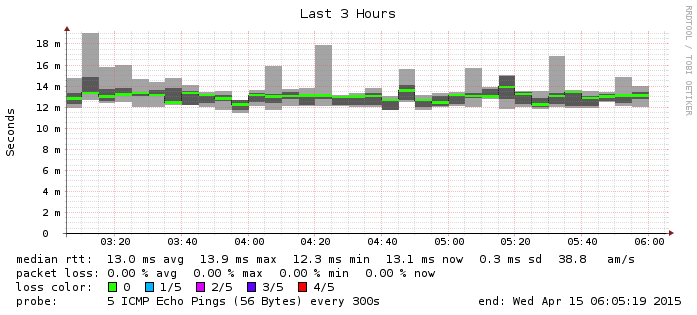 Last 3 Hours
RRDTOOL / TOBI OETIKER
Seconds
18 m
16 m
14 m
12 m
10 m
8 m
6 m
4 m
2 m
0
03:20 03:40 04:00 04:20 04:40 05:00 05:20 05:40 06:00
median rtt: 13.0 ms avg 13.9 ms max 12.3 ms min 13.1 ms now 0.3 ms sd 38.8 am/s
packet loss: 0.00 % avg 0.00 % max 0.00 % min 0.00 % now
loss color: 0 1/5 2/5 3/5 4/5
probe: 5 ICMP Echo Pings (56 Bytes) every 300s end: Wed Apr 15 06:05:19 2015